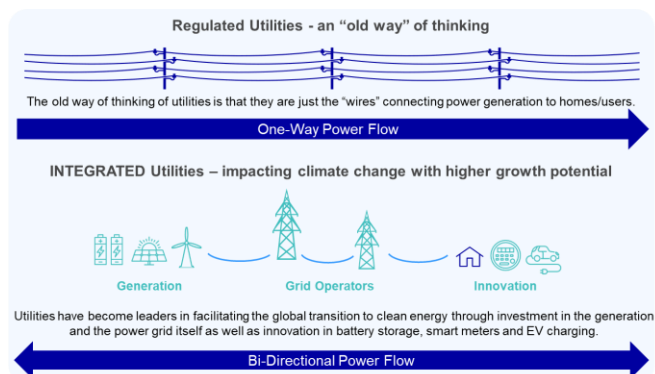 Regulated Utilities - an “old way” of thinking
The old way of thinking of utilities is that they are just the “wires” connecting power generation to homes/users.
One-Way Power Flow
INTEGRATED Utilities – impacting climate change with higher growth potential
Generation
Grid Operators
Innovation
Utilities have become leaders in facilitating the global transition to clean energy through investment in the generation
and the power grid itself as well as innovation in battery storage, smart meters and EV charging.
Bi-Directional Power Flow